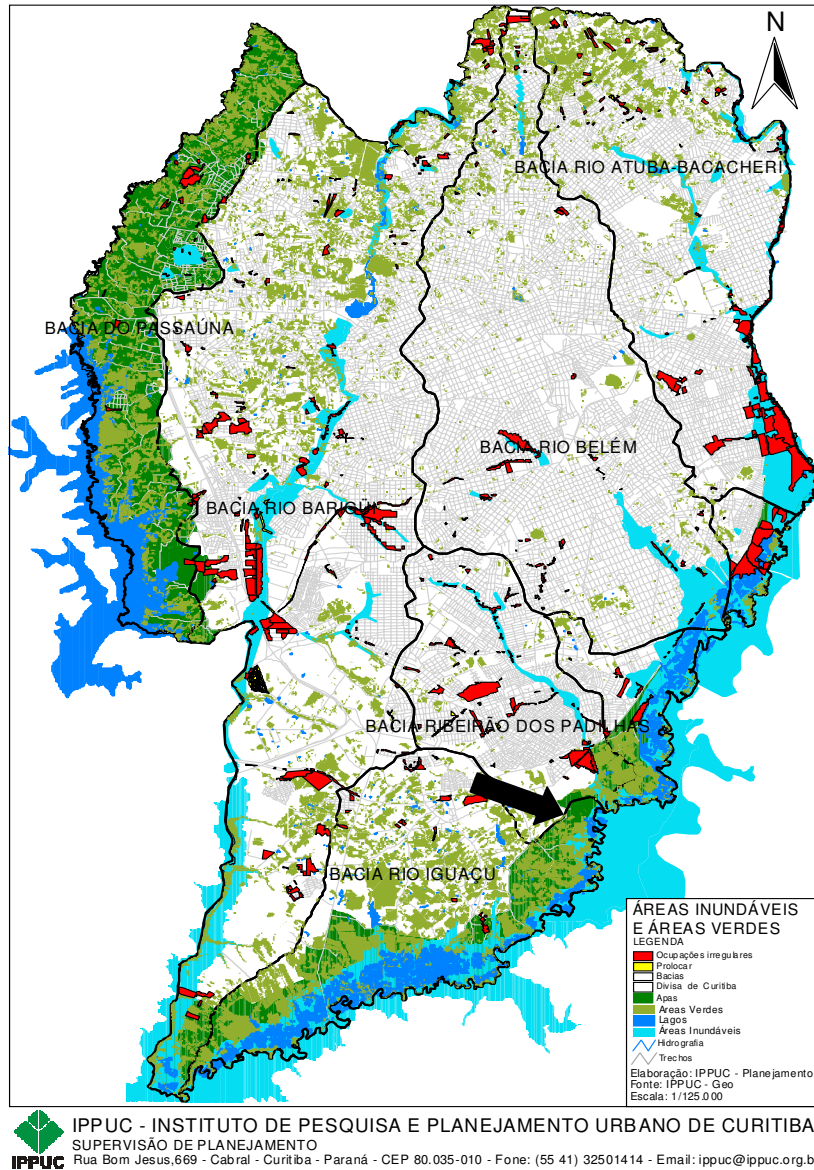 N
BACIA RIO ATUBA-BACACHERI
BACIA DO PASSAÚNA
BACIA RIO BELÉM
BACIA RIO BARIGÜI
BACIA RIBEIRÃO DOS PADILHAS
BACIA RIO IGUAÇU
ÁREAS INUNDÁVEIS
E ÁREAS VERDES
LEGENDA
Ocupações irregulares
Prolocar
Bacias
Divisa de Curitiba
Apas
Áreas Verdes
Lagos
Áreas Inundáveis
Hidrografia
Trechos
Elaboração: IPPUC - Planejamento
Fonte: IPPUC - Geo
Escala: 1/125.000
IPPUC - INSTITUTO DE PESQUISA E PLANEJAMENTO URBANO DE CURITIBA
SUPERVISÃO DE PLANEJAMENTO
IPPUC
Rua Bom Jesus,669 - Cabral - Curitiba - Paraná - CEP 80.035-010 - Fone: (55 41) 32501414 - Email: ippuc@ippuc.org.b